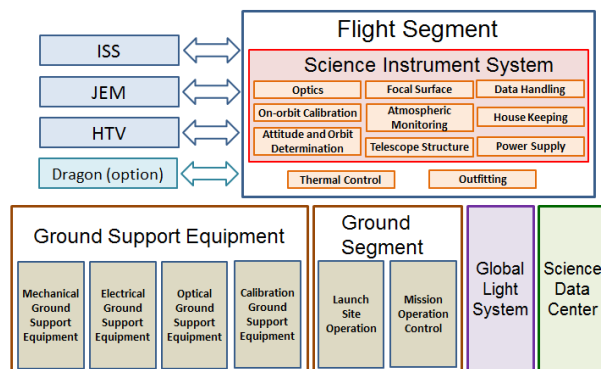 Flight Segment
ISS
JEM
HTV
Dragon (option)
Science Instrument System
Optics
Focal Surface
Data Handling
On-orbit Calibration
Atmospheric
Monitoring
House Keeping
Attitude and Orbit
Determination
Telescope Structure
Power Supply
Thermal Control
Outfitting
Ground Support Equipment
Mechanical
Ground
Support
Equipment
Electrical
Ground
Support
Equipment
Optical
Ground
Support
Equipment
Calibration
Ground
Support
Equipment
Ground
Segment
Launch
Site
Operation
Mission
Operation
Control
Global
Light
System
Science
Data
Center